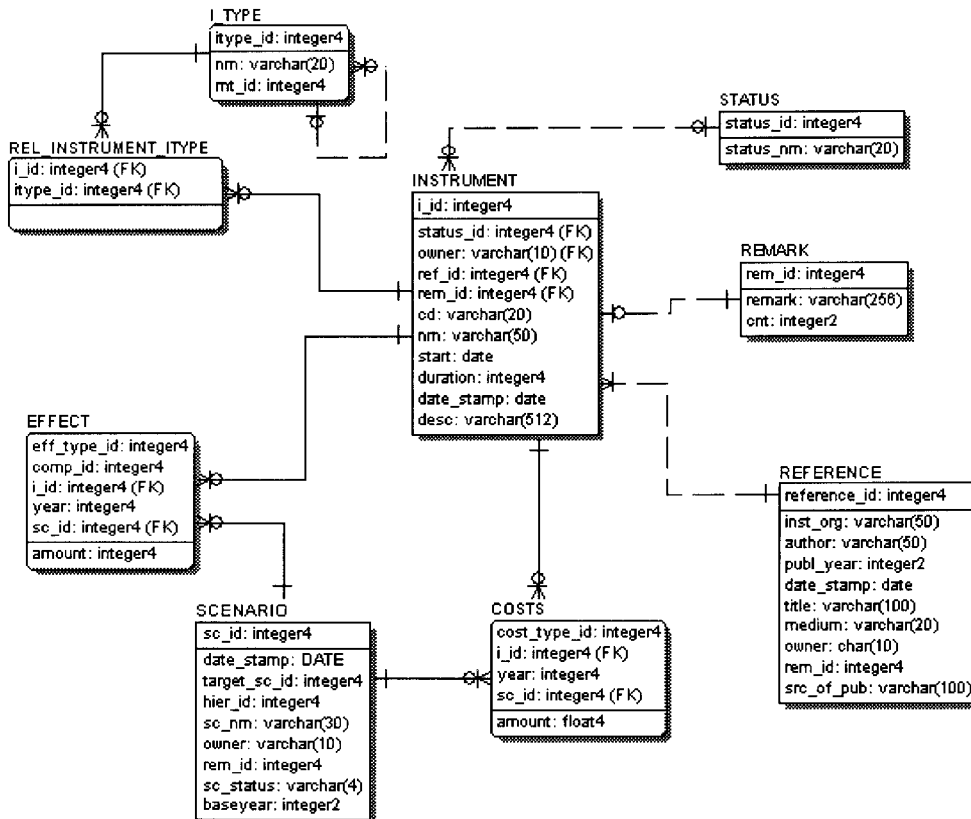 I_TYPE
itype_id: integer4
nm: varchar(20)
mt_id: integer4
STATUS
status_id: integer4
status_nm: varchar(20)
REL_INSTRUMENT_ITYPE
i_id: integer4 (FK)
itype_id: integer4 (FK)
INSTRUMENT
i_id: integer4
status_id: integer4 (FK)
owner: varchar(10) (FK)
ref_id: integer4 (FK)
rem_id: integer4 (FK)
cd: varchar(20)
nm: varchar(50)
start: date
duration: integer4
date_stamp: date
desc: varchar(512)
REMARK
rem_id: integer4
remark: varchar(256)
cnt: integer2
EFFECT
eff_type_id: integer4
comp_id: integer4
i_id: integer4 (FK)
year: integer4
sc_id: integer4 (FK)
amount: integer4
REFERENCE
reference_id: integer4
inst_org: varchar(50)
author: varchar(50)
publ_year: integer2
date_stamp: date
title: varchar(100)
medium: varchar(20)
owner: char(10)
rem_id: integer4
src_of_pub: varchar(100)
SCENARIO
sc_id: integer4
date_stamp: DATE
target_sc_id: integer4
hier_id: integer4
sc_nm: varchar(30)
owner: varchar(10)
rem_id: integer4
sc_status: varchar(4)
baseyear: integer2
COSTS
cost_type_id: integer4
i_id: integer4 (FK)
year: integer4
sc_id: integer4 (FK)
amount: float4